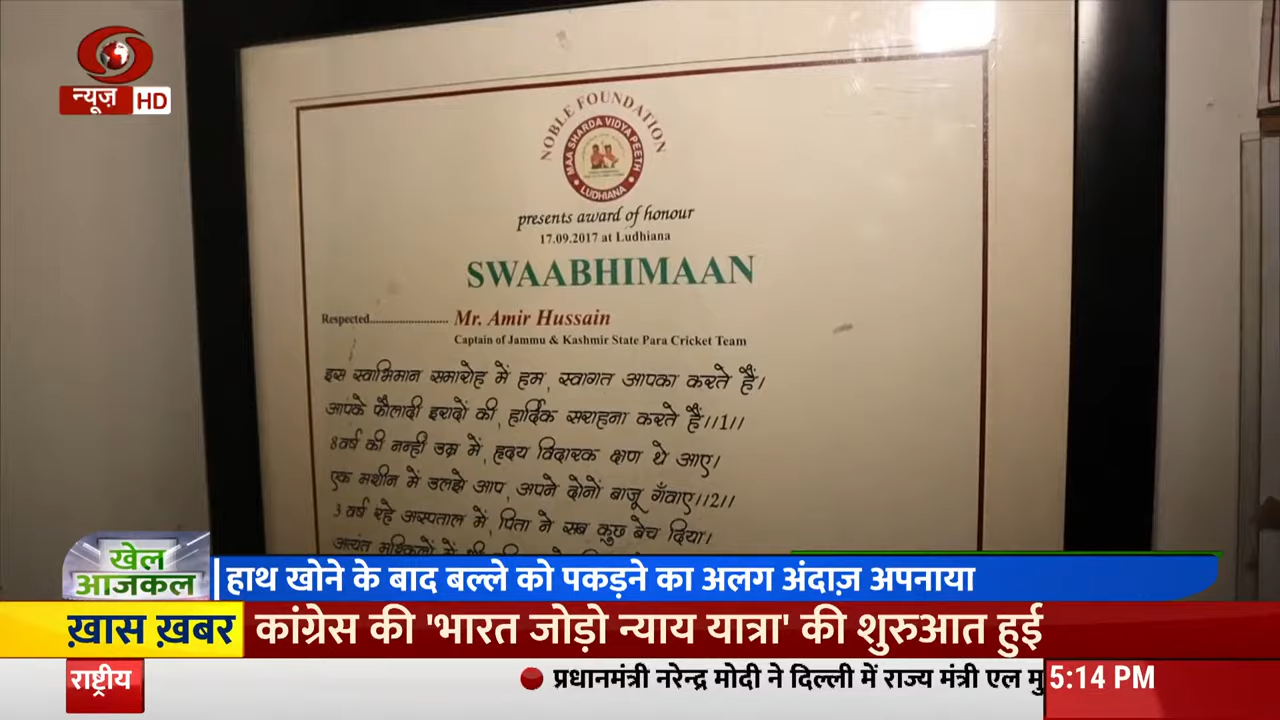 न्यूज़ HD
NOBLE FOUNDATION
MAA SHARDA VIDYA PEETH
LUDHIANA
presents award of honour
17.09.2017 at Ludhiana
SWAABHIMAAN
Respected............................ Mr. Amir Hussain
Captain of Jammu & Kashmir State Para Cricket Team
इस स्वाभिमान समारोह में हम, स्वागत आपका करते हैं।
आपके फौलादी इरादों की, हार्दिक सराहना करते हैं।।1।।
8 वर्ष की नन्ही उम्र में, हृदय विदारक क्षण थे आए।
एक मशीन में उलझे आप, अपने दोनों बाजू गँवाए।।2।।
3 वर्ष रहे अस्पताल में, पिता ने सब कुछ बेच दिया।
खेल आजकल
हाथ खोने के बाद बल्ले को पकड़ने का अलग अंदाज़ अपनाया
ख़ास ख़बर कांग्रेस की 'भारत जोड़ो न्याय यात्रा' की शुरुआत हुई
राष्ट्रीय प्रधानमंत्री नरेन्द्र मोदी ने दिल्ली में राज्य मंत्री एल मु 5:14 PM